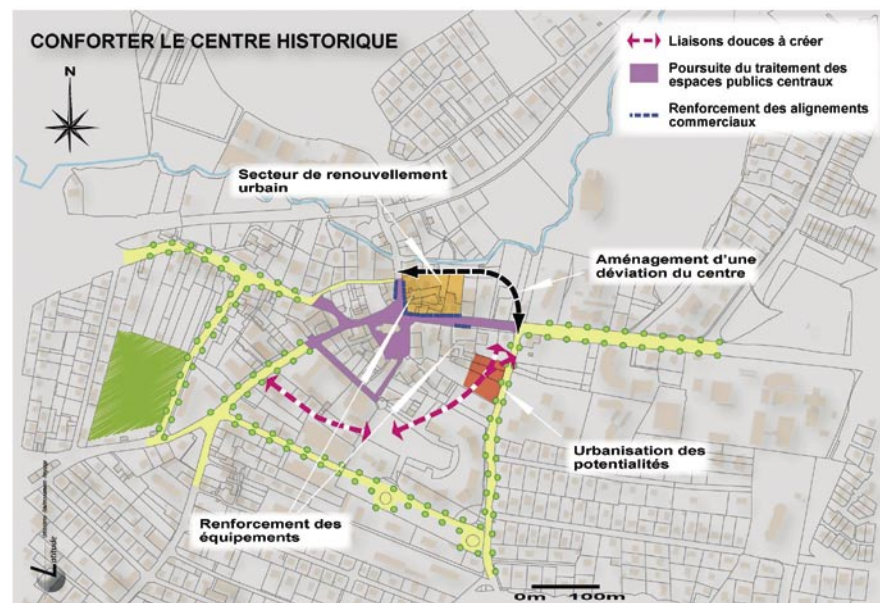 CONFORTER LE CENTRE HISTORIQUE
N
Liaisons douces à créer
Poursuite du traitement des
espaces publics centraux
Renforcement des alignements
commerciaux
Secteur de renouvellement
urbain
Aménagement d'une
déviation du centre
Urbanisation des
potentialités
Renforcement des
équipements
Latitude
0m 100m